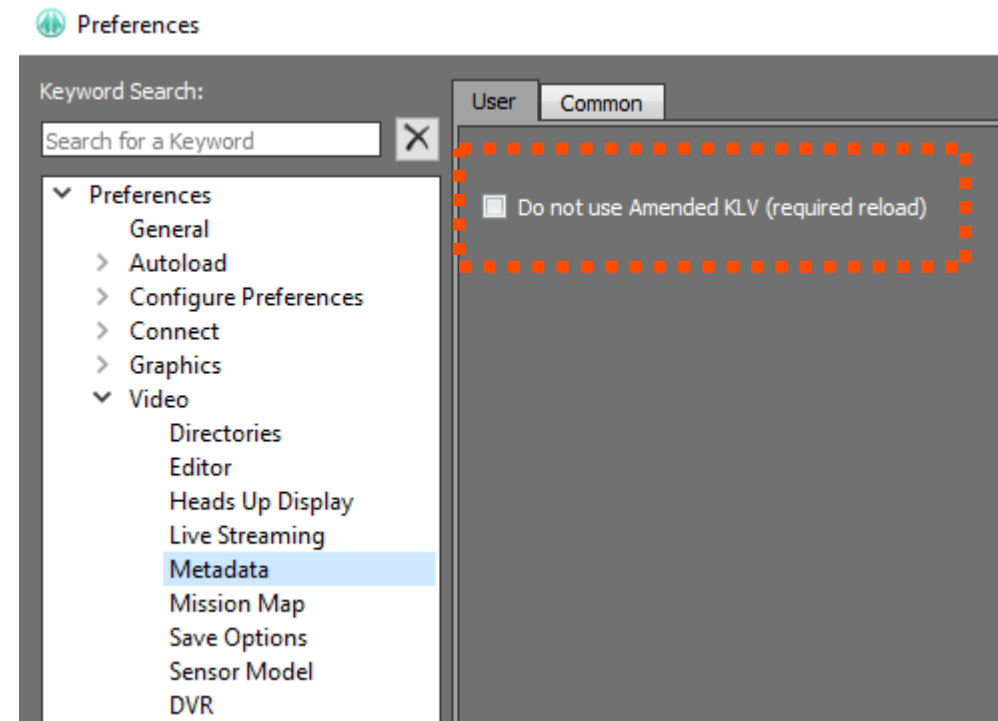 Preferences
Keyword Search:
Search for a Keyword
Preferences
General
Autoload
Configure Preferences
Connect
Graphics
Video
Directories
Editor
Heads Up Display
Live Streaming
Metadata
Mission Map
Save Options
Sensor Model
DVR
User Common
Do not use Amended KLV (required reload)